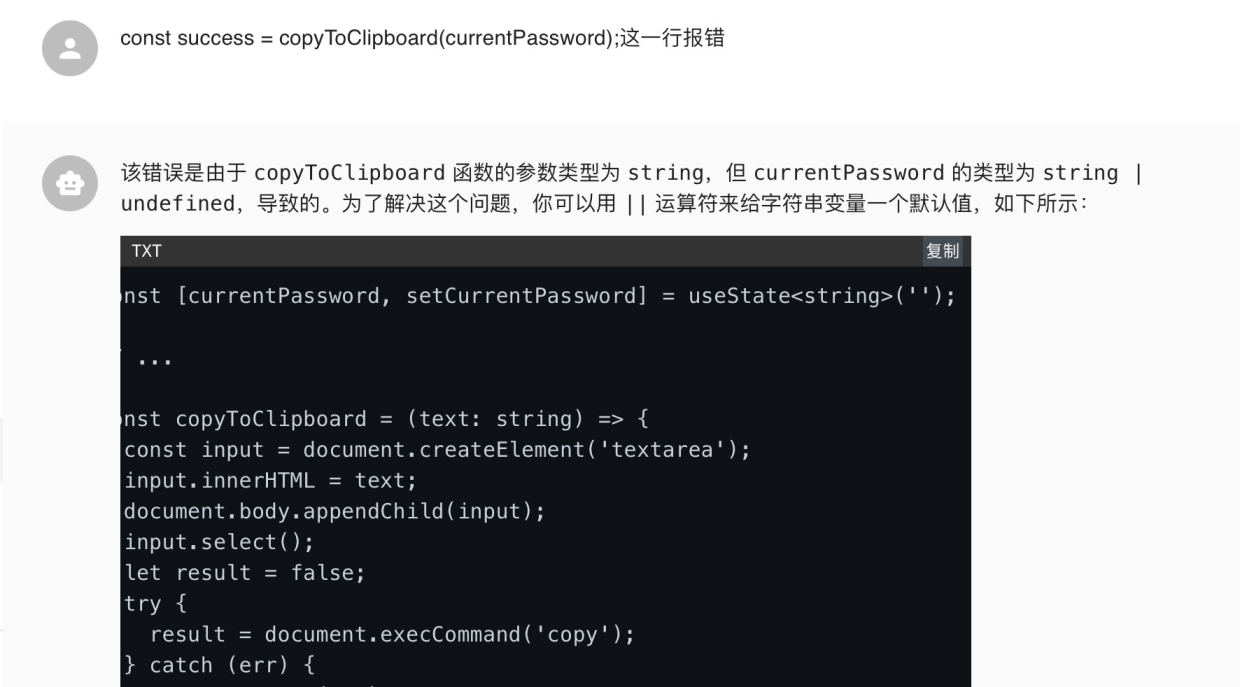 const success = copyToClipboard(currentPassword);这一行报错
该错误是由于 copyToClipboard 函数的参数类型为 string，但 currentPassword 的类型为 string |
undefined，导致的。为了解决这个问题，你可以用 || 运算符来给字符串变量一个默认值，如下所示：
TXT 复制
nst [currentPassword, setCurrentPassword] = useState<string>('');
...
nst copyToClipboard = (text: string) => {
const input = document.createElement('textarea');
input.innerHTML = text;
document.body.appendChild(input);
input.select();
let result = false;
try {
result = document.execCommand('copy');
} catch (err) {